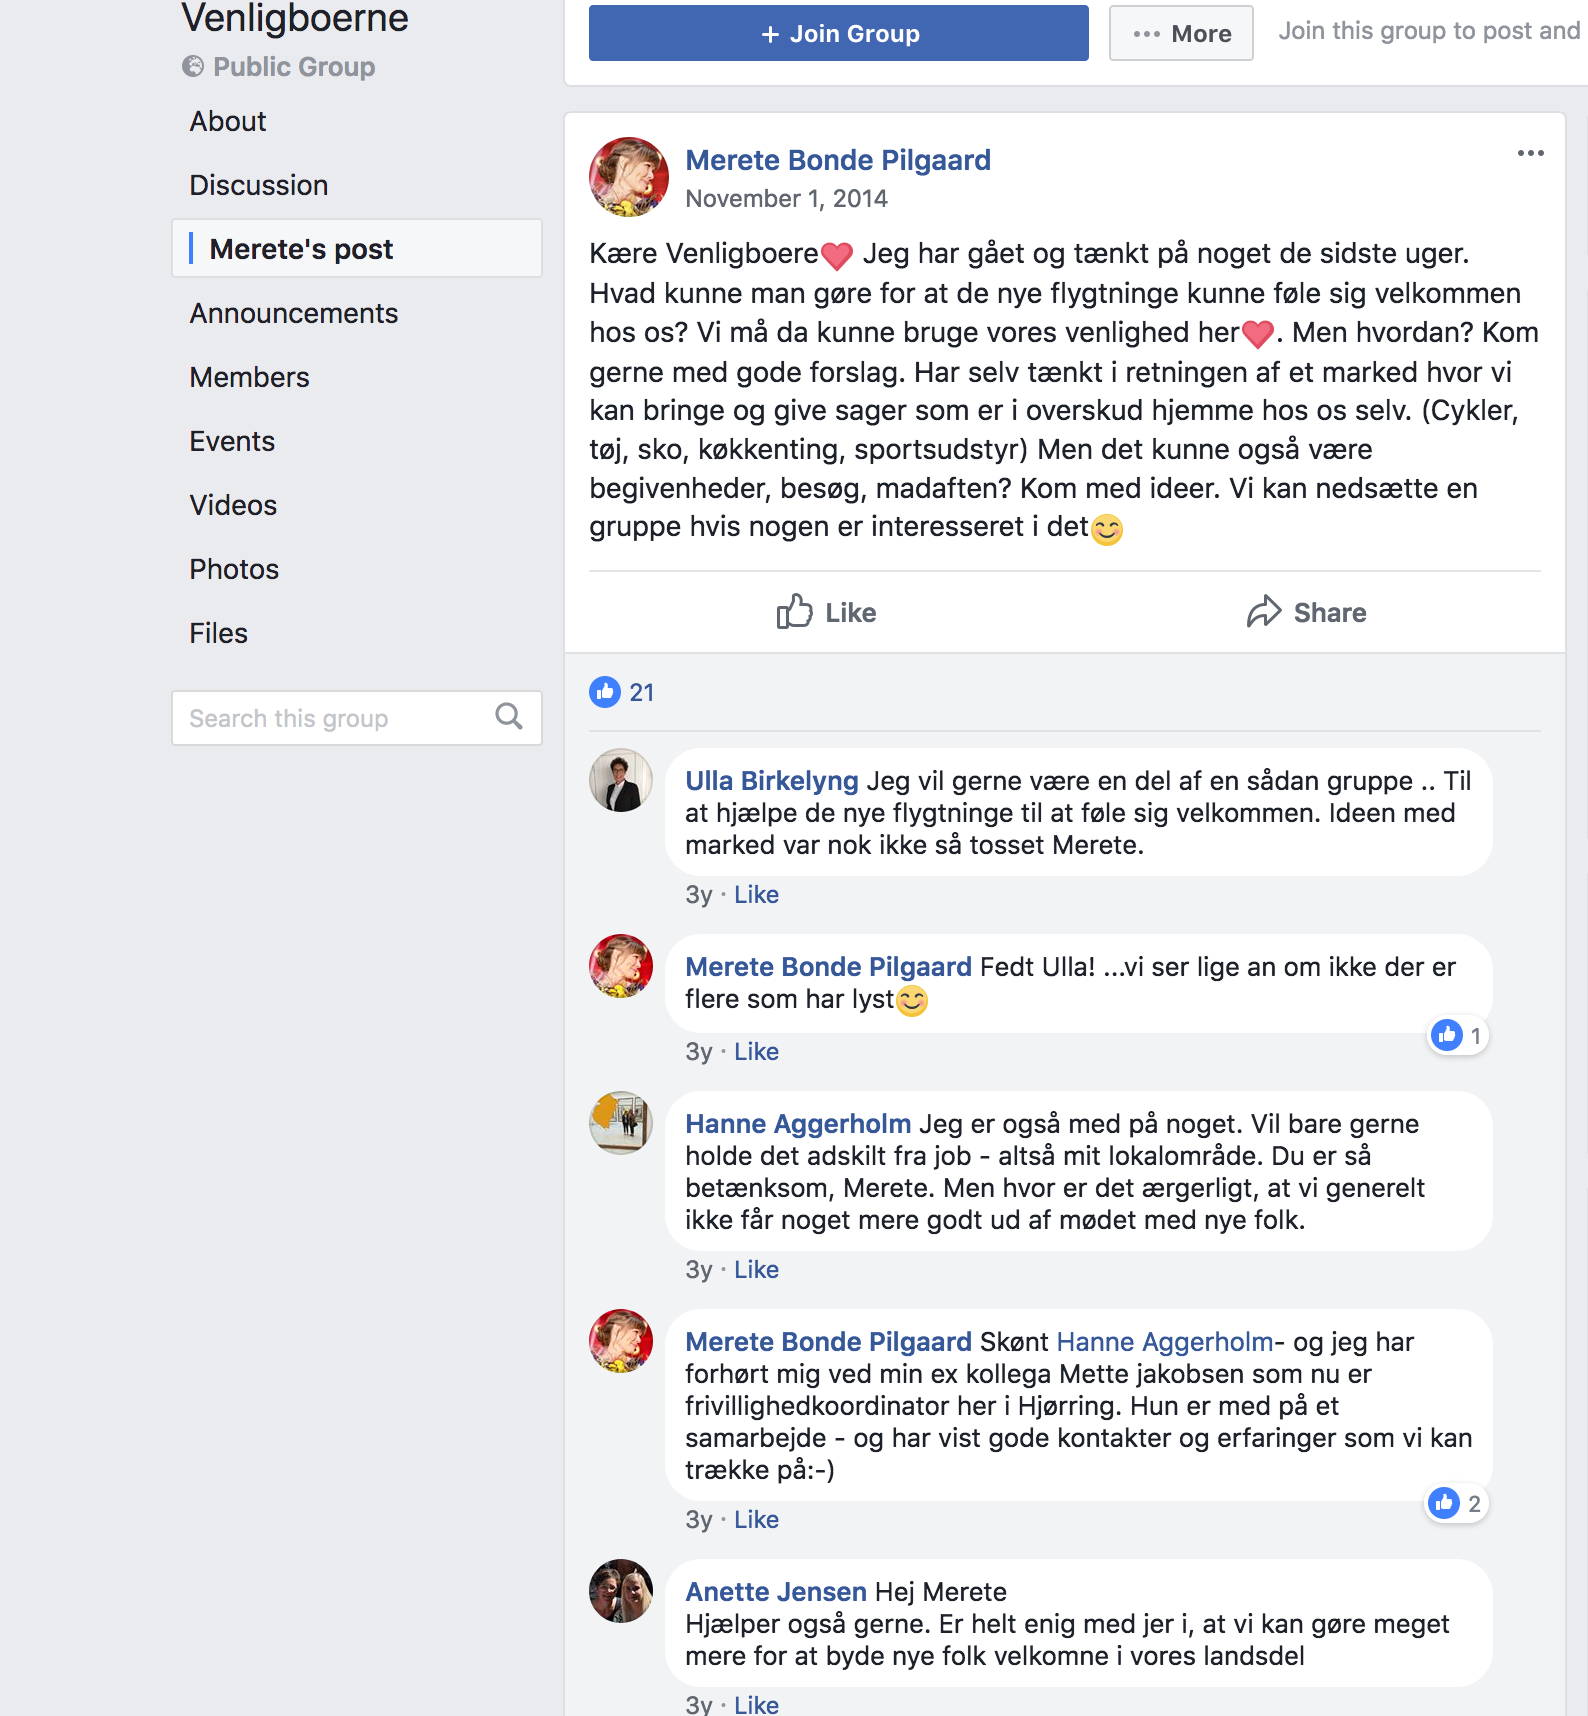 Venligboerne
Public Group
About
Discussion
Merete's post
Announcements
Members
Events
Videos
Photos
Files
Search this group
+ Join Group
More
Join this group to post and
Merete Bonde Pilgaard
November 1, 2014
Kære Venligboere❤️ Jeg har gået og tænkt på noget de sidste uger.
Hvad kunne man gøre for at de nye flygtninge kunne føle sig velkommen
hos os? Vi må da kunne bruge vores venlighed her❤️. Men hvordan? Kom
gerne med gode forslag. Har selv tænkt i retningen af et marked hvor vi
kan bringe og give sager som er i overskud hjemme hos os selv. (Cykler,
tøj, sko, køkkenting, sportsudstyr) Men det kunne også være
begivenheder, besøg, madaften? Kom med ideer. Vi kan nedsætte en
gruppe hvis nogen er interesseret i det😊
Like
Share
21
Ulla Birkelyng Jeg vil gerne være en del af en sådan gruppe .. Til
at hjælpe de nye flygtninge til at føle sig velkommen. Ideen med
marked var nok ikke så tosset Merete.
3y · Like
Merete Bonde Pilgaard Fedt Ulla! ...vi ser lige an om ikke der er
flere som har lyst😊
1
3y · Like
Hanne Aggerholm Jeg er også med på noget. Vil bare gerne
holde det adskilt fra job - altså mit lokalområde. Du er så
betænksom, Merete. Men hvor er det ærgerligt, at vi generelt
ikke får noget mere godt ud af mødet med nye folk.
3y · Like
Merete Bonde Pilgaard Skønt Hanne Aggerholm- og jeg har
forhørt mig ved min ex kollega Mette jakobsen som nu er
frivillighedkoordinator her i Hjørring. Hun er med på et
samarbejde - og har vist gode kontakter og erfaringer som vi kan
trække på:-)
2
3y · Like
Anette Jensen Hej Merete
Hjælper også gerne. Er helt enig med jer i, at vi kan gøre meget
mere for at byde nye folk velkomne i vores landsdel
3y · Like